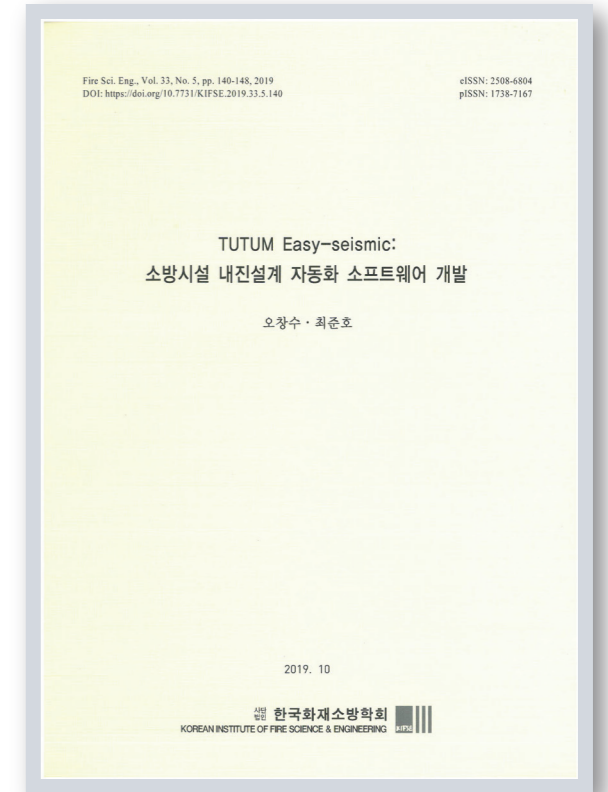 Fire Sci. Eng., Vol. 33, No. 5, pp. 140-148, 2019
DOI: https://doi.org/10.7731/KIFSE.2019.33.5.140
eISSN: 2508-6804
pISSN: 1738-7167
TUTUM Easy-seismic:
소방시설 내진설계 자동화 소프트웨어 개발
오창수 · 최준호
2019. 10
사단법인 한국화재소방학회
KOREAN INSTITUTE OF FIRE SCIENCE & ENGINEERING